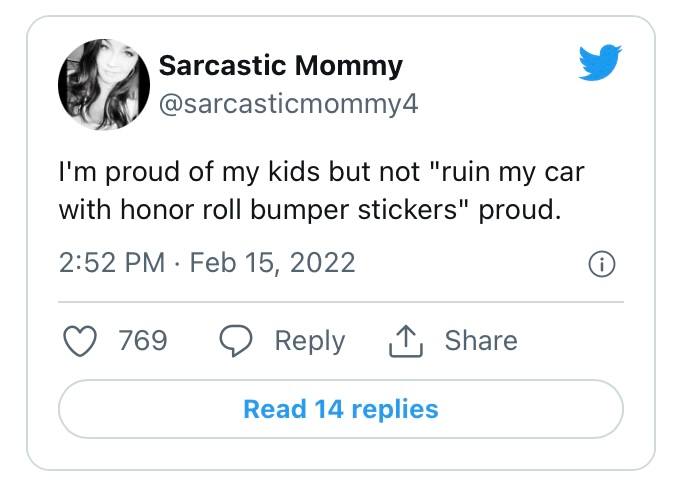 Sarcastic Mommy
@sarcasticmommy4
I'm proud of my kids but not "ruin my car
with honor roll bumper stickers" proud.
2:52 PM · Feb 15, 2022
769 Reply Share
Read 14 replies